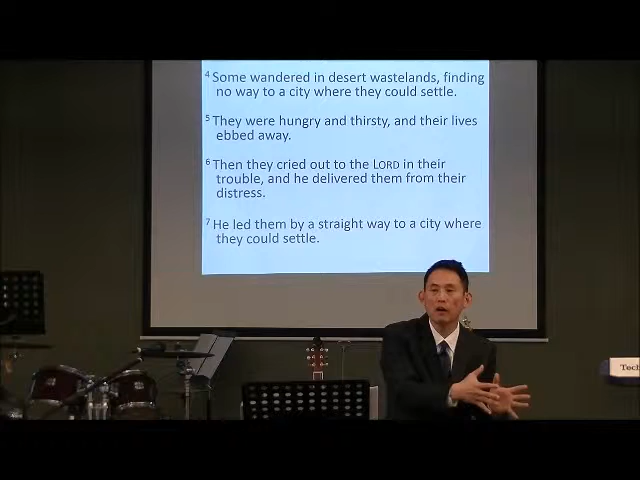 4 Some wandered in desert wastelands, finding
no way to a city where they could settle.
5 They were hungry and thirsty, and their lives
ebbed away.
6 Then they cried out to the LORD in their
trouble, and he delivered them from their
distress.
7 He led them by a straight way to a city where
they could settle.
Tech